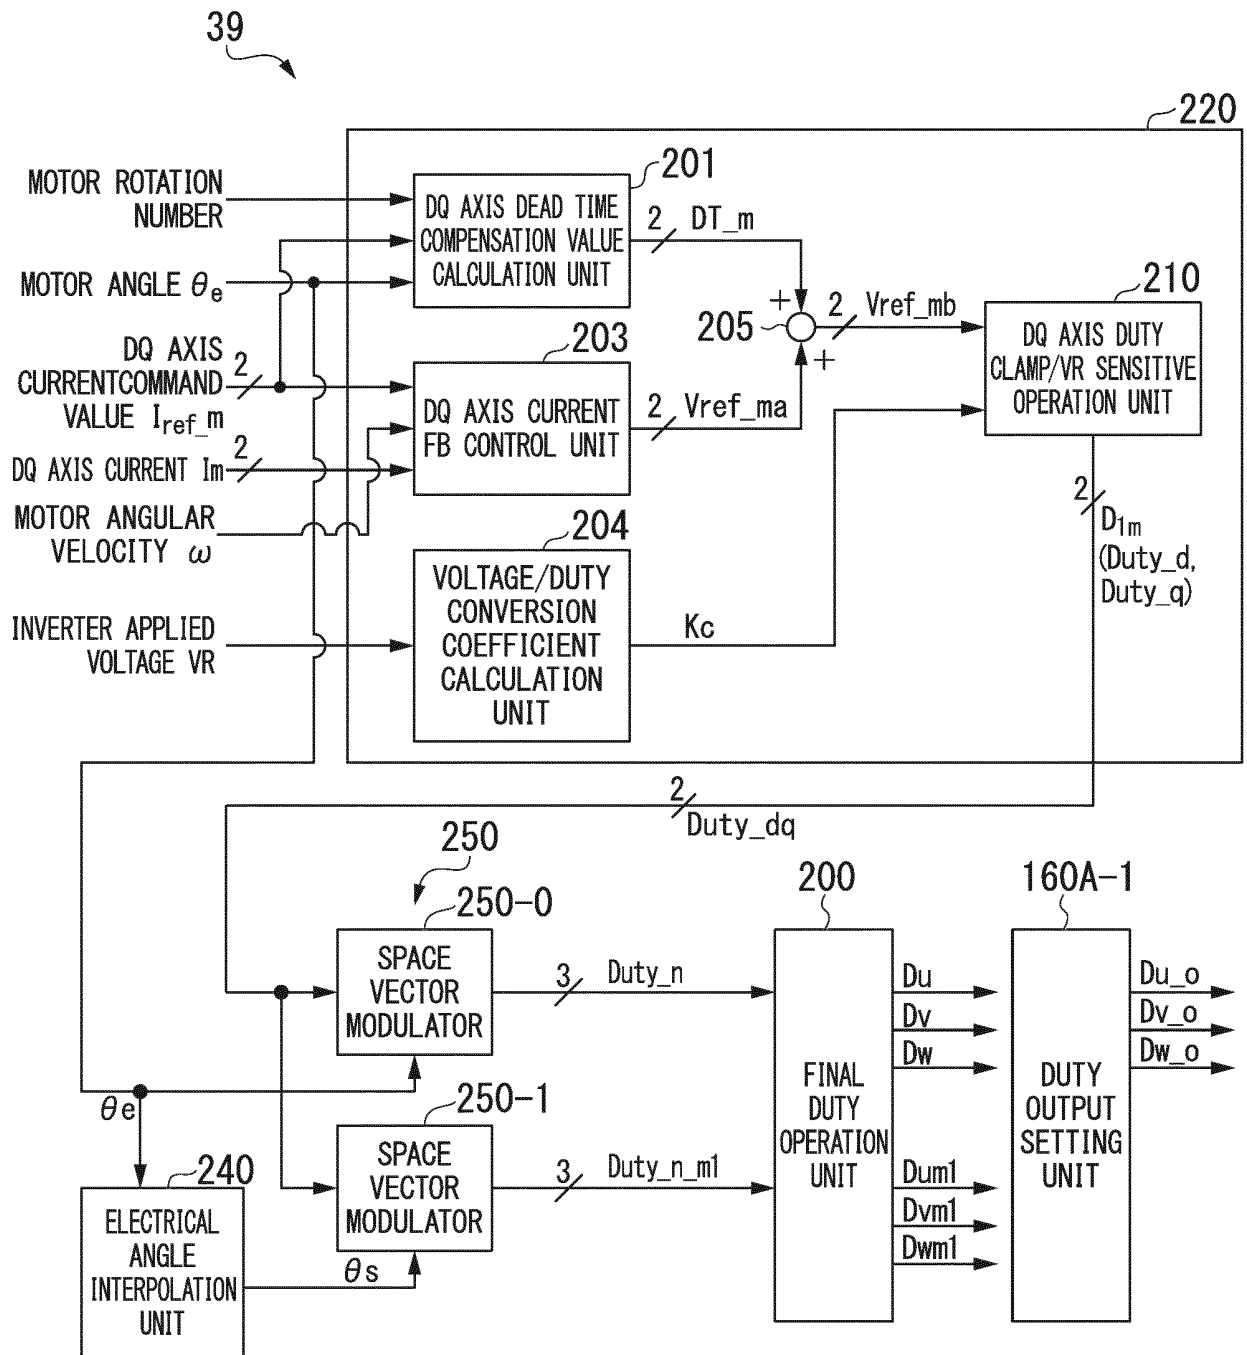 39
220
MOTOR ROTATION
NUMBER
MOTOR ANGLE θe
DQ AXIS
CURRENTCOMMAND
VALUE Iref_m
2
DQ AXIS CURRENT Im
2
MOTOR ANGULAR
VELOCITY ω
INVERTER APPLIED
VOLTAGE VR
201
DQ AXIS DEAD TIME
COMPENSATION VALUE
CALCULATION UNIT
2 DT_m
203
DQ AXIS CURRENT
FB CONTROL UNIT
2 Vref_ma
204
VOLTAGE/DUTY
CONVERSION
COEFFICIENT
CALCULATION
UNIT
Kc
+
205
+
2 Vref_mb
210
DQ AXIS DUTY
CLAMP/VR SENSITIVE
OPERATION UNIT
2
D1m
(Duty_d,
Duty_q)
2
Duty_dq
250
250-0
SPACE
VECTOR
MODULATOR
3 Duty_n
250-1
SPACE
VECTOR
MODULATOR
3 Duty_n_m1
θe
240
ELECTRICAL
ANGLE
INTERPOLATION
UNIT
θs
200
FINAL
DUTY
OPERATION
UNIT
Du
Dv
Dw
Dum1
Dvm1
Dwm1
160A-1
DUTY
OUTPUT
SETTING
UNIT
Du_o
Dv_o
Dw_o